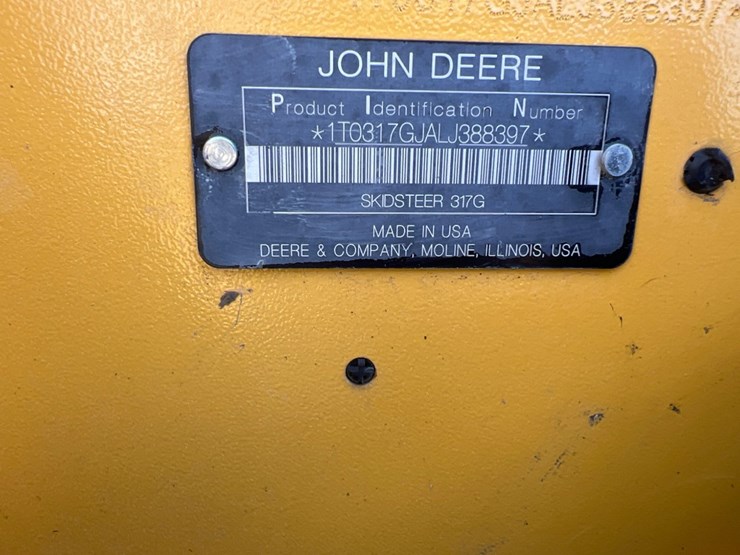 JOHN DEERE
Product Identification Number
*1T0317GJALJ388397*
SKIDSTEER 317G
MADE IN USA
DEERE & COMPANY, MOLINE, ILLINOIS, USA